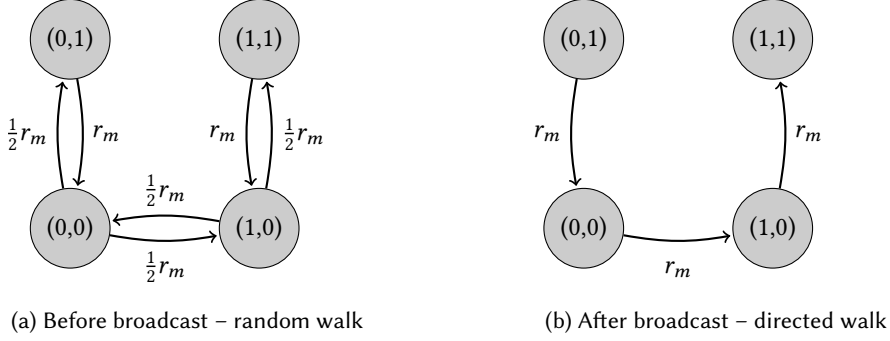 (0,1) (1,1) (0,1) (1,1)
½r_m r_m r_m ½r_m r_m r_m
½r_m
(0,0) (1,0) (0,0) (1,0)
½r_m r_m
(a) Before broadcast – random walk (b) After broadcast – directed walk